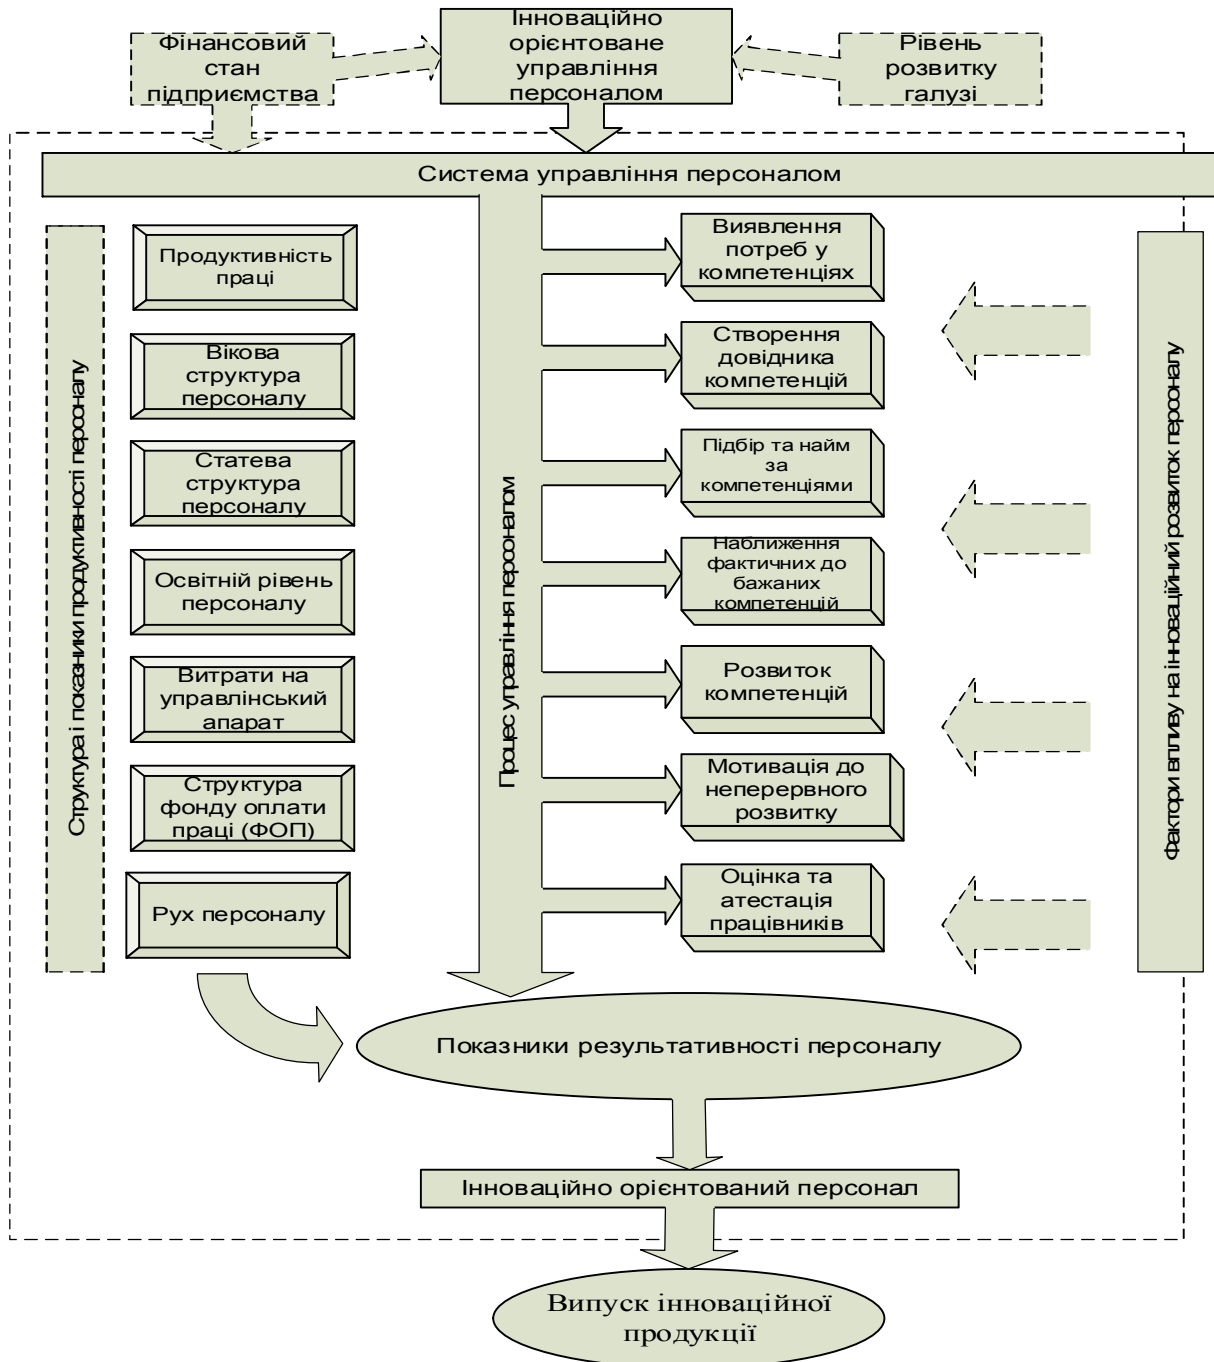 Фінансовий
стан
підприємства
Інноваційно
орієнтоване
управління
персоналом
Рівень
розвитку
галузі
Система управління персоналом
Структура і показники продуктивності персоналу
Продуктивність
праці
Вікова
структура
персоналу
Статева
структура
персоналу
Освітній рівень
персоналу
Витрати на
управлінський
апарат
Структура
фонду оплати
праці (ФОП)
Рух персоналу
Процес управління персоналом
Виявлення
потреб у
компетенціях
Створення
довідника
компетенцій
Підбір та найм
за
компетенціями
Наближення
фактичних до
бажаних
компетенцій
Розвиток
компетенцій
Мотивація до
неперервного
розвитку
Оцінка та
атестація
працівників
Фактори впливу на інноваційний розвиток персоналу
Показники результативності персоналу
Інноваційно орієнтований персонал
Випуск інноваційної
продукції